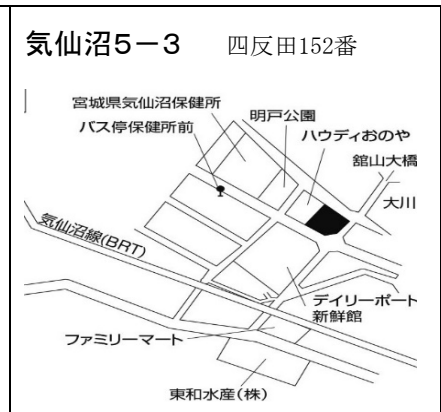 気仙沼5-3 四反田152番
宮城県気仙沼保健所
バス停保健所前
明戸公園
ハウディおのや
舘山大橋
大川
気仙沼線(BRT)
デイリーポート
新鮮館
ファミリーマート
東和水産(株)